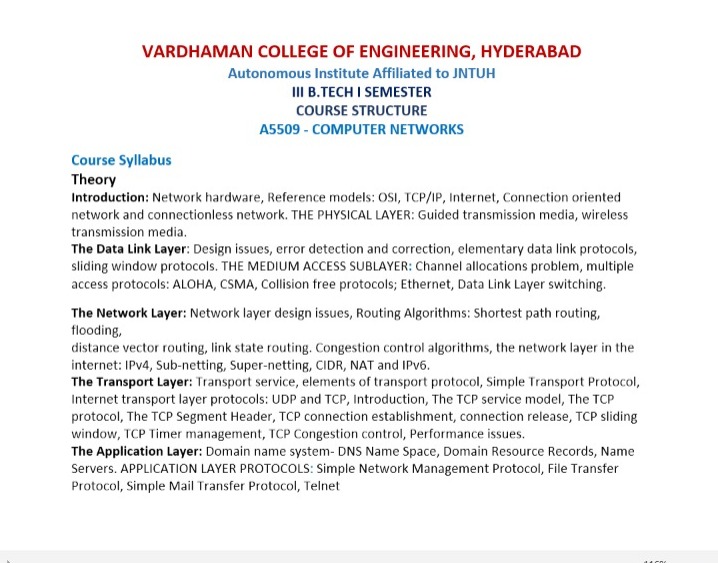 VARDHAMAN COLLEGE OF ENGINEERING, HYDERABAD
Autonomous Institute Affiliated to JNTUH
III B.TECH I SEMESTER
COURSE STRUCTURE
A5509 - COMPUTER NETWORKS
Course Syllabus
Theory
Introduction: Network hardware, Reference models: OSI, TCP/IP, Internet, Connection oriented
network and connectionless network. THE PHYSICAL LAYER: Guided transmission media, wireless
transmission media.
The Data Link Layer: Design issues, error detection and correction, elementary data link protocols,
sliding window protocols. THE MEDIUM ACCESS SUBLAYER: Channel allocations problem, multiple
access protocols: ALOHA, CSMA, Collision free protocols; Ethernet, Data Link Layer switching.
The Network Layer: Network layer design issues, Routing Algorithms: Shortest path routing,
flooding,
distance vector routing, link state routing. Congestion control algorithms, the network layer in the
internet: IPv4, Sub-netting, Super-netting, CIDR, NAT and IPv6.
The Transport Layer: Transport service, elements of transport protocol, Simple Transport Protocol,
Internet transport layer protocols: UDP and TCP, Introduction, The TCP service model, The TCP
protocol, The TCP Segment Header, TCP connection establishment, connection release, TCP sliding
window, TCP Timer management, TCP Congestion control, Performance issues.
The Application Layer: Domain name system- DNS Name Space, Domain Resource Records, Name
Servers. APPLICATION LAYER PROTOCOLS: Simple Network Management Protocol, File Transfer
Protocol, Simple Mail Transfer Protocol, Telnet